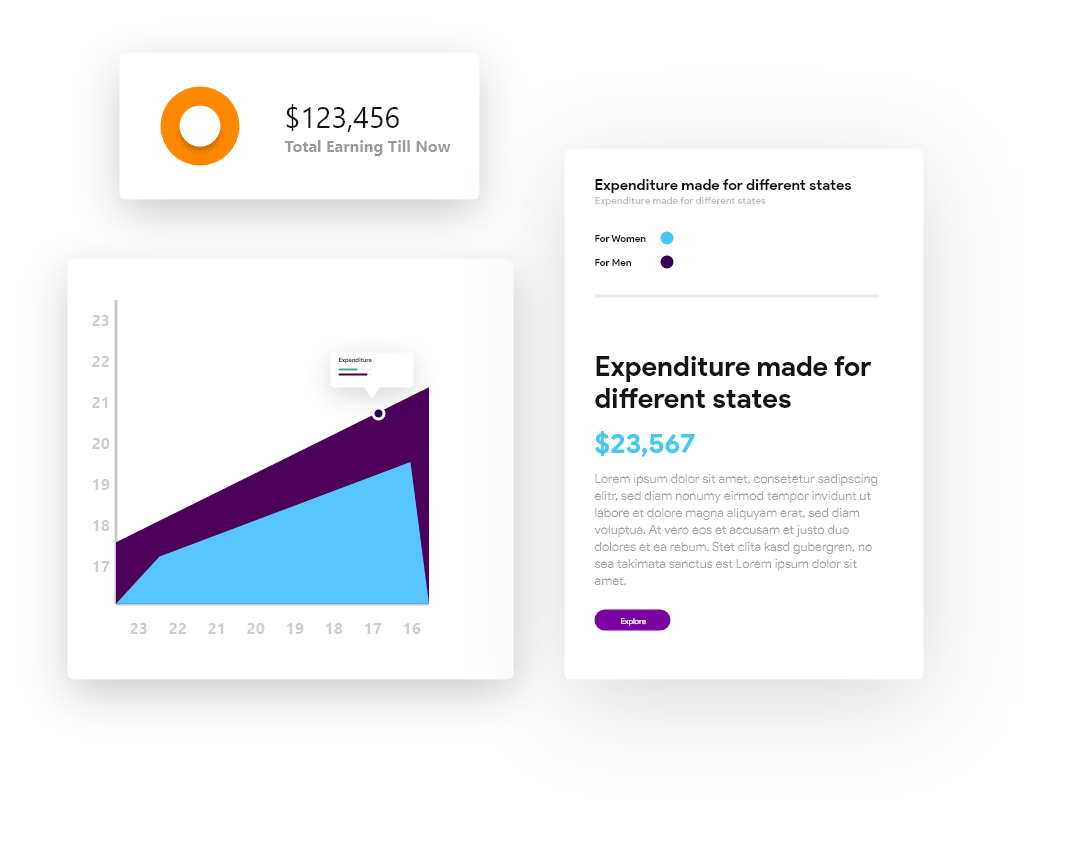 $123,456
Total Earning Till Now
23
22
21
20
19
18
17
Expenditure
23 22 21 20 19 18 17 16
Expenditure made for different states
Expenditure made for different states
For Women
For Men
Expenditure made for
different states
$23,567
Lorem ipsum dolor sit amet, consetetur sadipscing
elitr, sed diam nonumy eirmod tempor invidunt ut
labore et dolore magna aliquyam erat, sed diam
voluptua. At vero eos et accusam et justo duo
dolores et ea rebum. Stet clita kasd gubergren, no
sea takimata sanctus est Lorem ipsum dolor sit
amet.
Explore